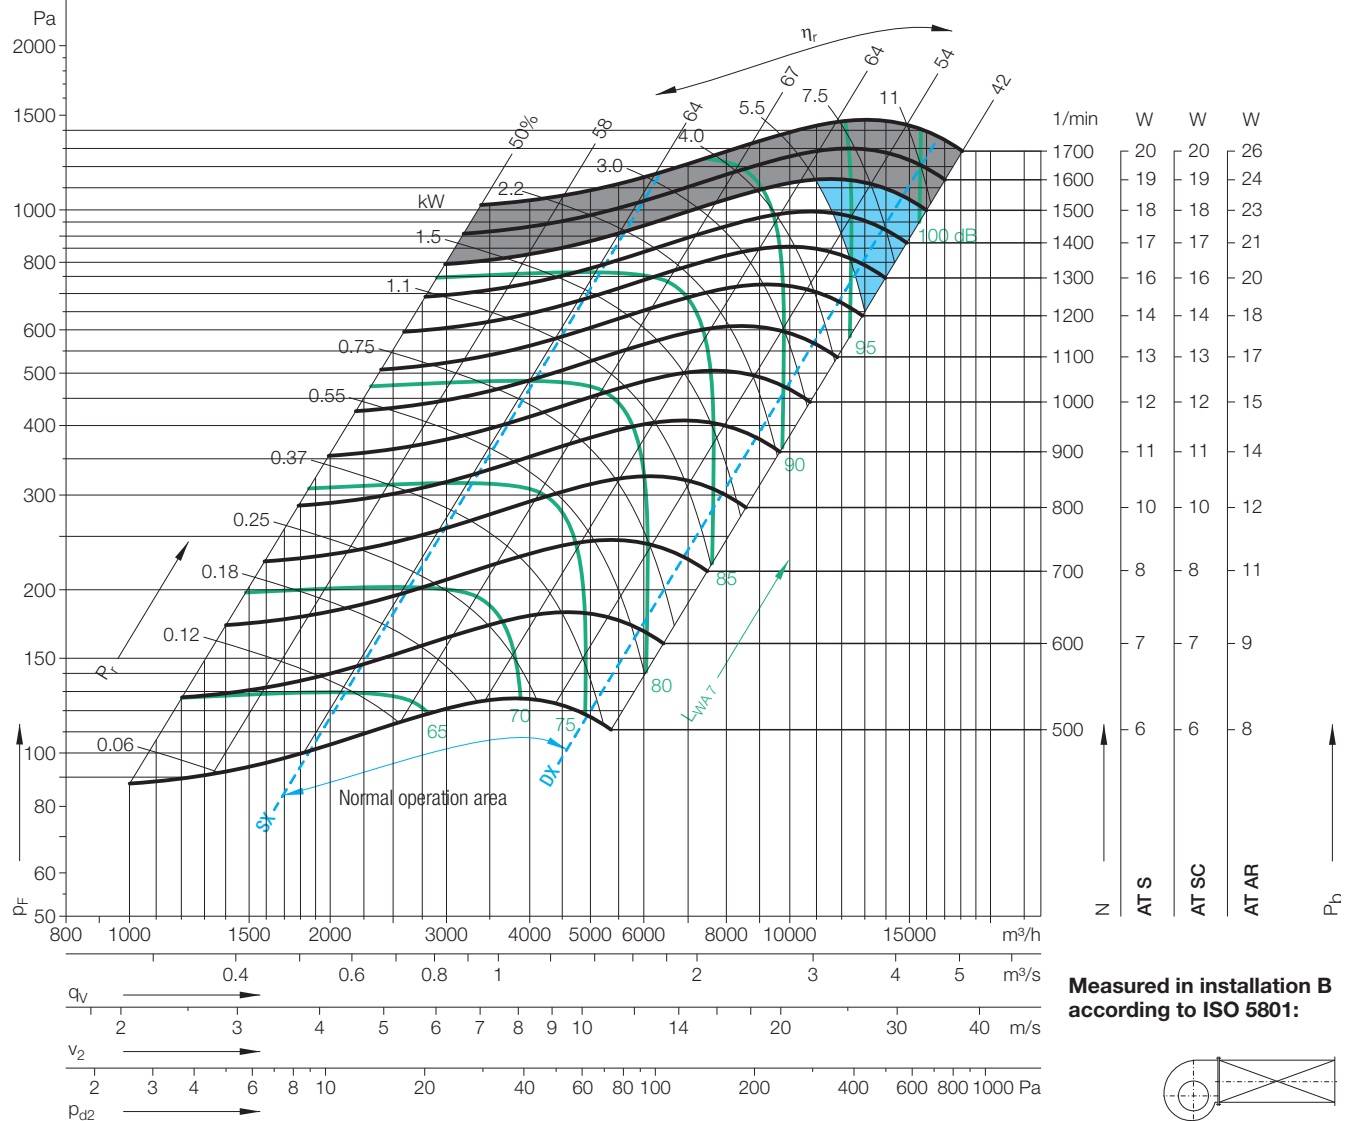 Pa
2000
1500
1000
800
600
500
400
300
200
150
100
80
60
50
pF
Pr
ηr
50%
58
64
67
64
54
42
kW
0.06
0.12
0.18
0.25
0.37
0.55
0.75
1.1
1.5
2.2
3.0
4.0
5.5
7.5
11
65
70
75
80
85
90
95
100 dB
LWA7
SX
DX
Normal operation area
1/min W W W
1700 20 20 26
1600 19 19 24
1500 18 18 23
1400 17 17 21
1300 16 16 20
1200 14 14 18
1100 13 13 17
1000 12 12 15
900 11 11 14
800 10 10 12
700 8 8 11
600 7 7 9
500 6 6 8
N AT S AT SC AT AR Pb
800 1000 1500 2000 3000 4000 5000 6000 8000 10000 15000 m³/h
0.4 0.6 0.8 1 2 3 4 5 m³/s
qV
2 3 4 5 6 7 8 9 10 14 20 30 40 m/s
v2
2 3 4 6 8 10 20 40 60 80 100 200 400 600 800 1000 Pa
pd2
Measured in installation B
according to ISO 5801: